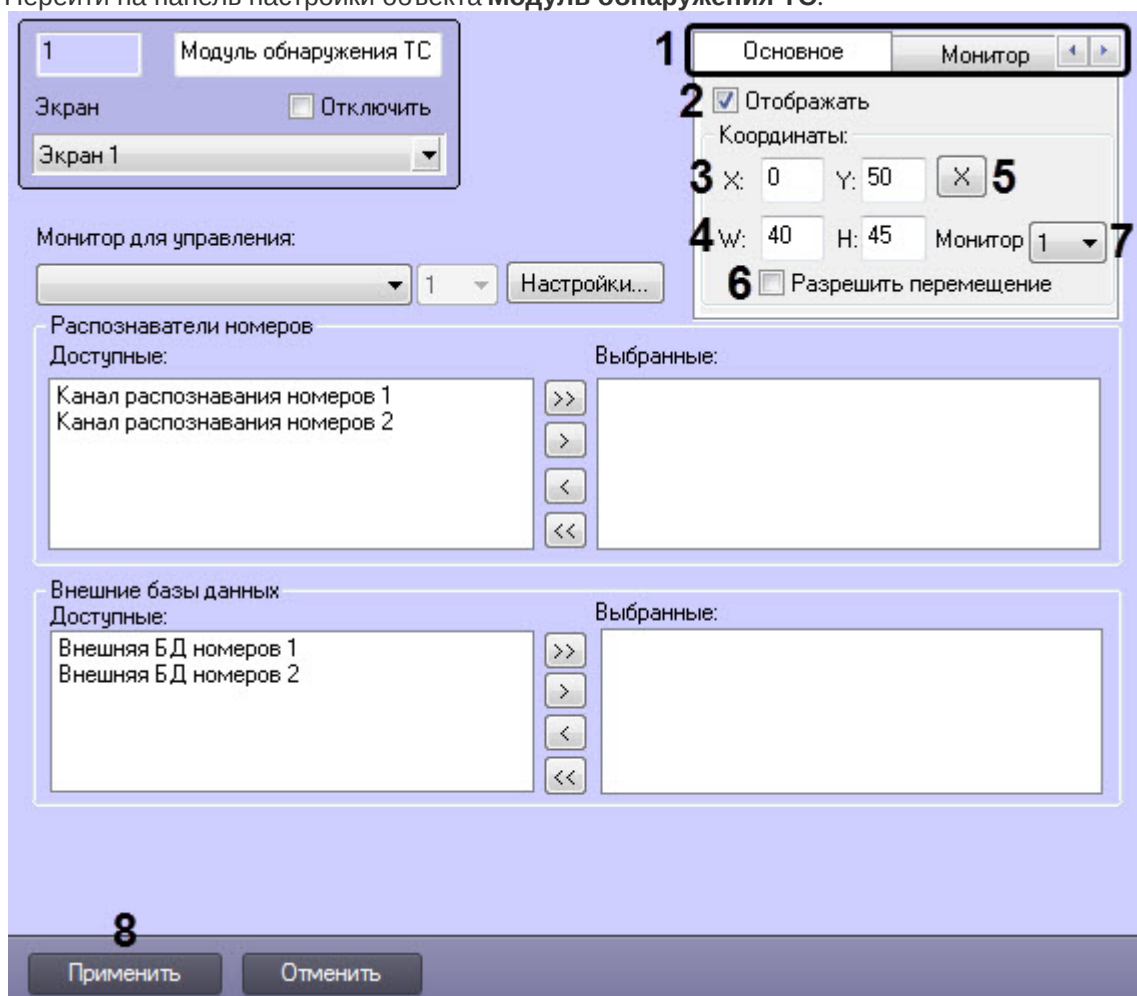 Перейти на панель настройки объекта Модуль обнаружения ТС.
1 Модуль обнаружения ТС
Экран Отключить
Экран 1
1 Основное Монитор
2 Отображать
Координаты:
3 X: 0 Y: 50 X 5
4 W: 40 H: 45 Монитор 1 7
6 Разрешить перемещение
Монитор для управления:
1 Настройки...
Распознаватели номеров
Доступные: Выбранные:
Канал распознавания номеров 1
Канал распознавания номеров 2
>>
>
<
<<
Внешние базы данных
Доступные: Выбранные:
Внешняя БД номеров 1
Внешняя БД номеров 2
>>
>
<
<<
8
Применить Отменить